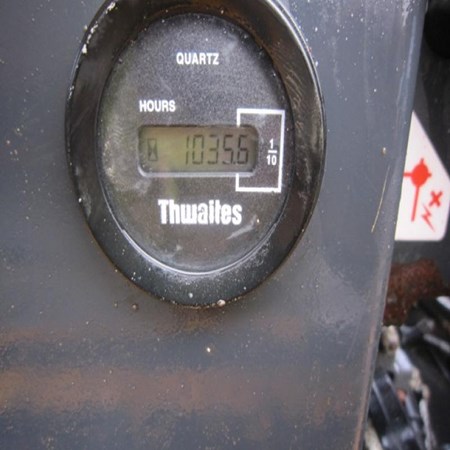 QUARTZ
HOURS
1035.6
1/10
Thwaites